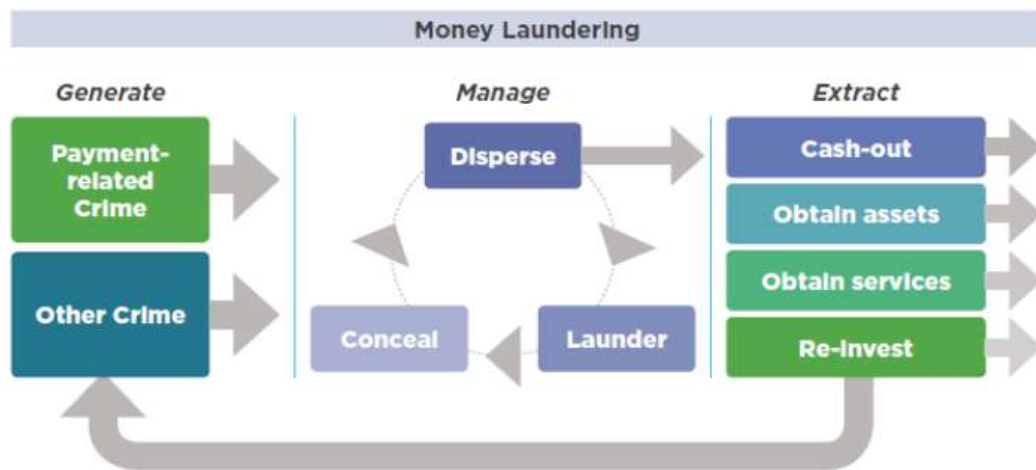 Money Laundering
Generate
Manage
Extract
Payment-
related
Crime
Other Crime
Disperse
Conceal
Launder
Cash-out
Obtain assets
Obtain services
Re-Invest